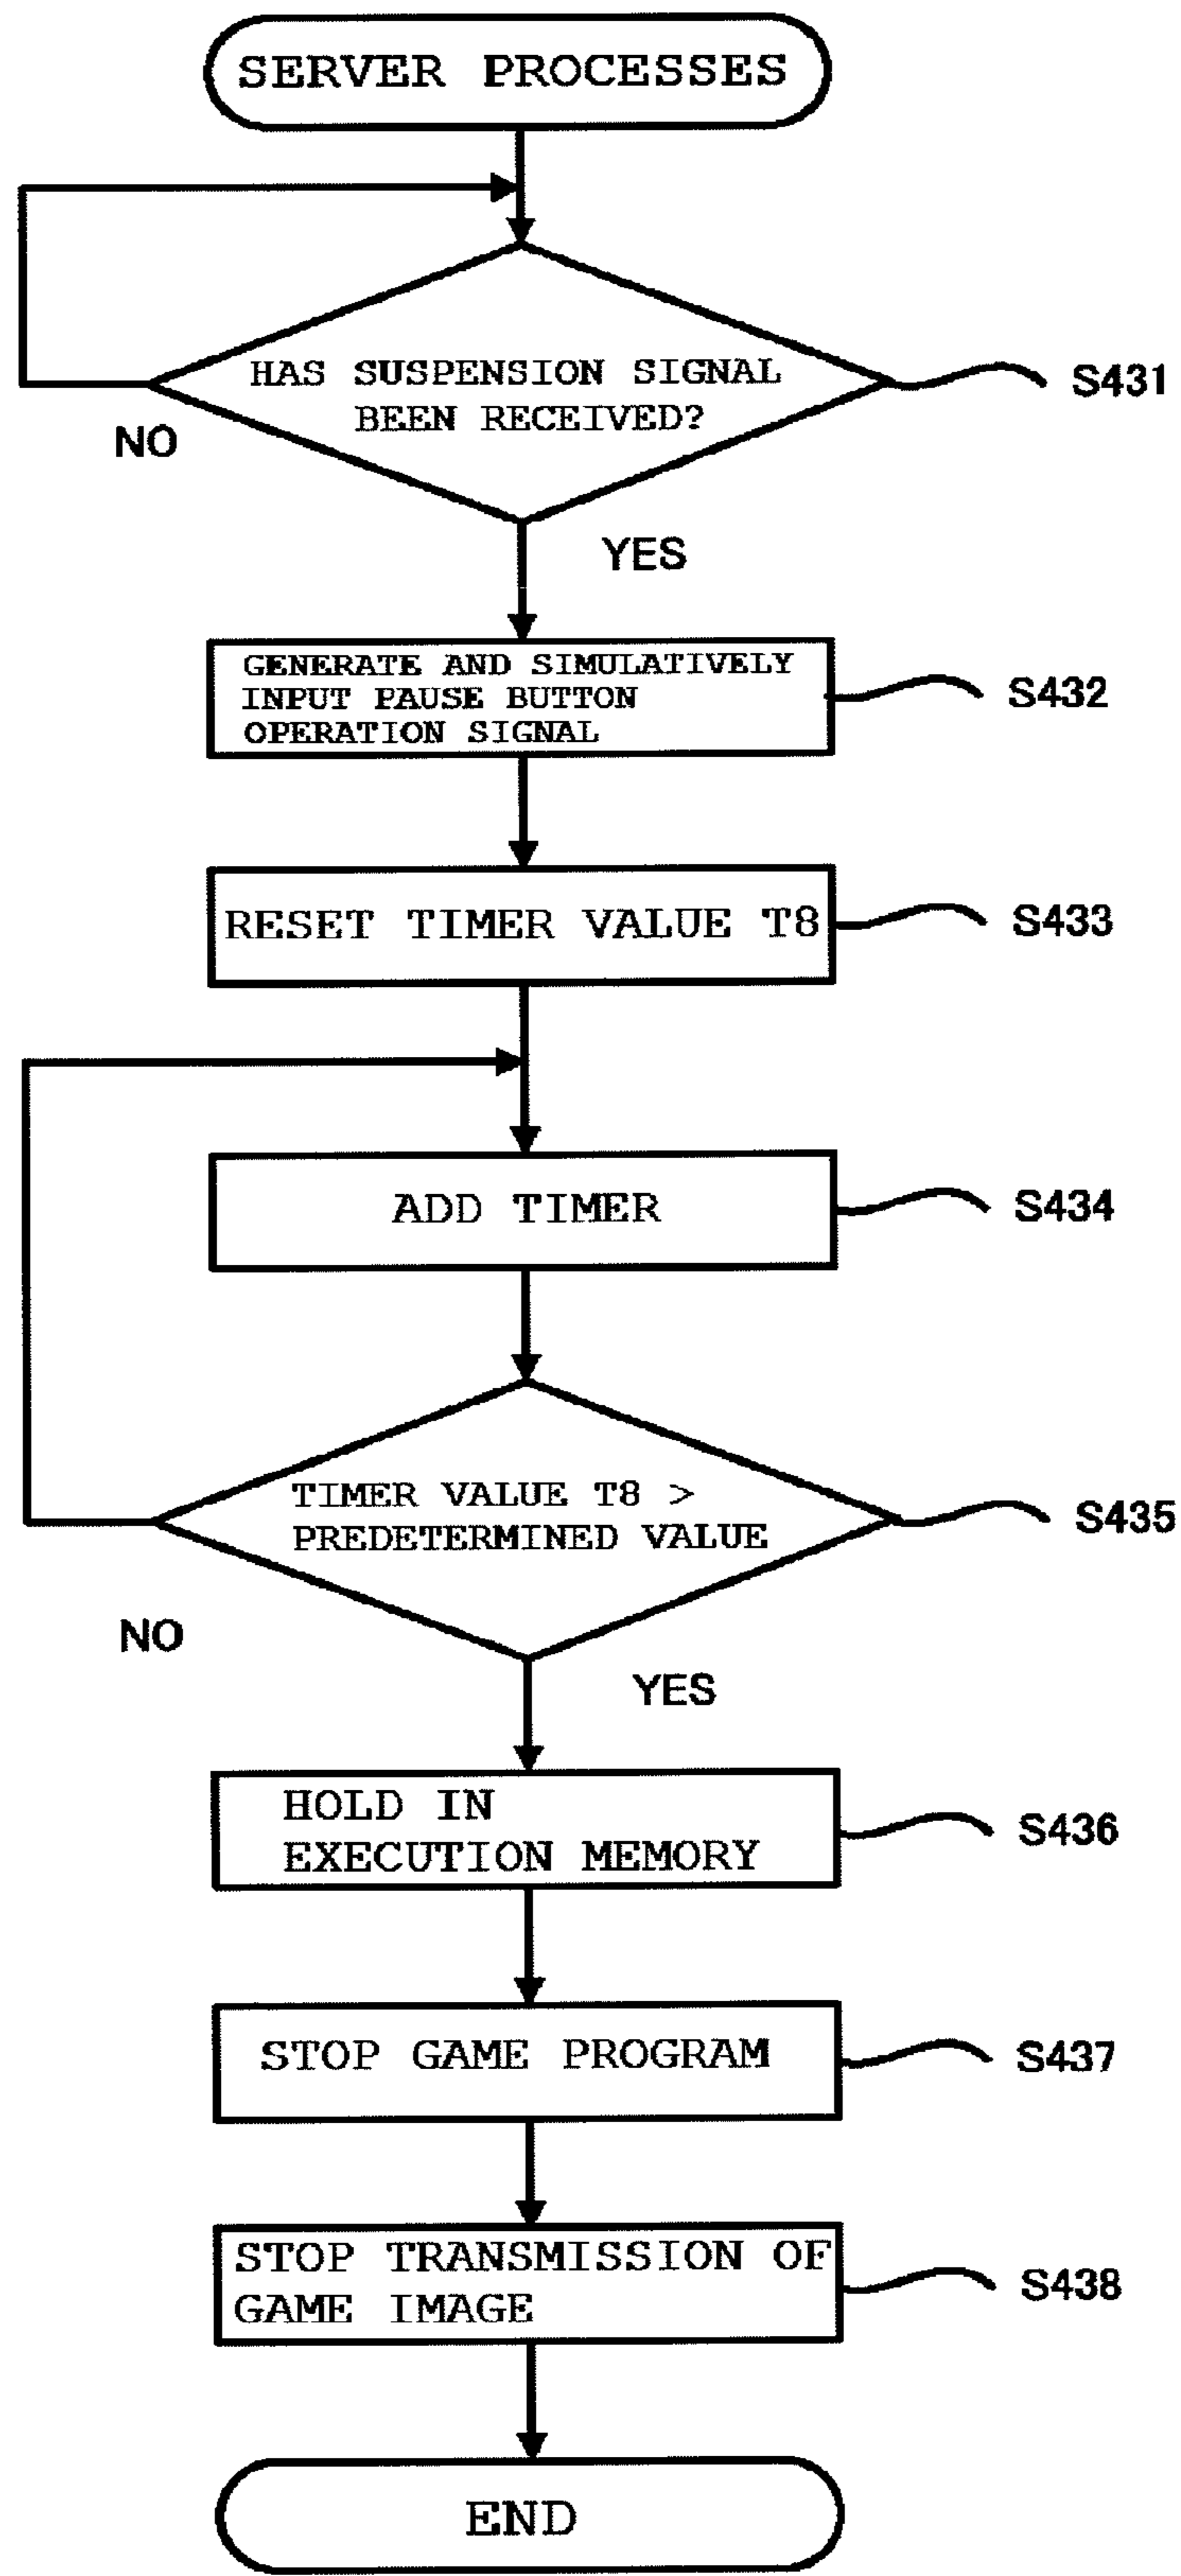 SERVER PROCESSES
HAS SUSPENSION SIGNAL
BEEN RECEIVED?
S431
NO
YES
GENERATE AND SIMULATIVELY
INPUT PAUSE BUTTON
OPERATION SIGNAL
S432
RESET TIMER VALUE T8
S433
ADD TIMER
S434
TIMER VALUE T8 >
PREDETERMINED VALUE
S435
NO
YES
HOLD IN
EXECUTION MEMORY
S436
STOP GAME PROGRAM
S437
STOP TRANSMISSION OF
GAME IMAGE
S438
END